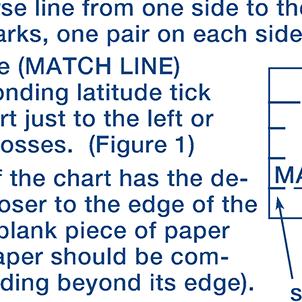 rse line from one side to the
arks, one pair on each side
e (MATCH LINE)
onding latitude tick
rt just to the left or
osses. (Figure 1)
f the chart has the de-
oser to the edge of the
blank piece of paper
aper should be com-
ding beyond its edge).
MA
s